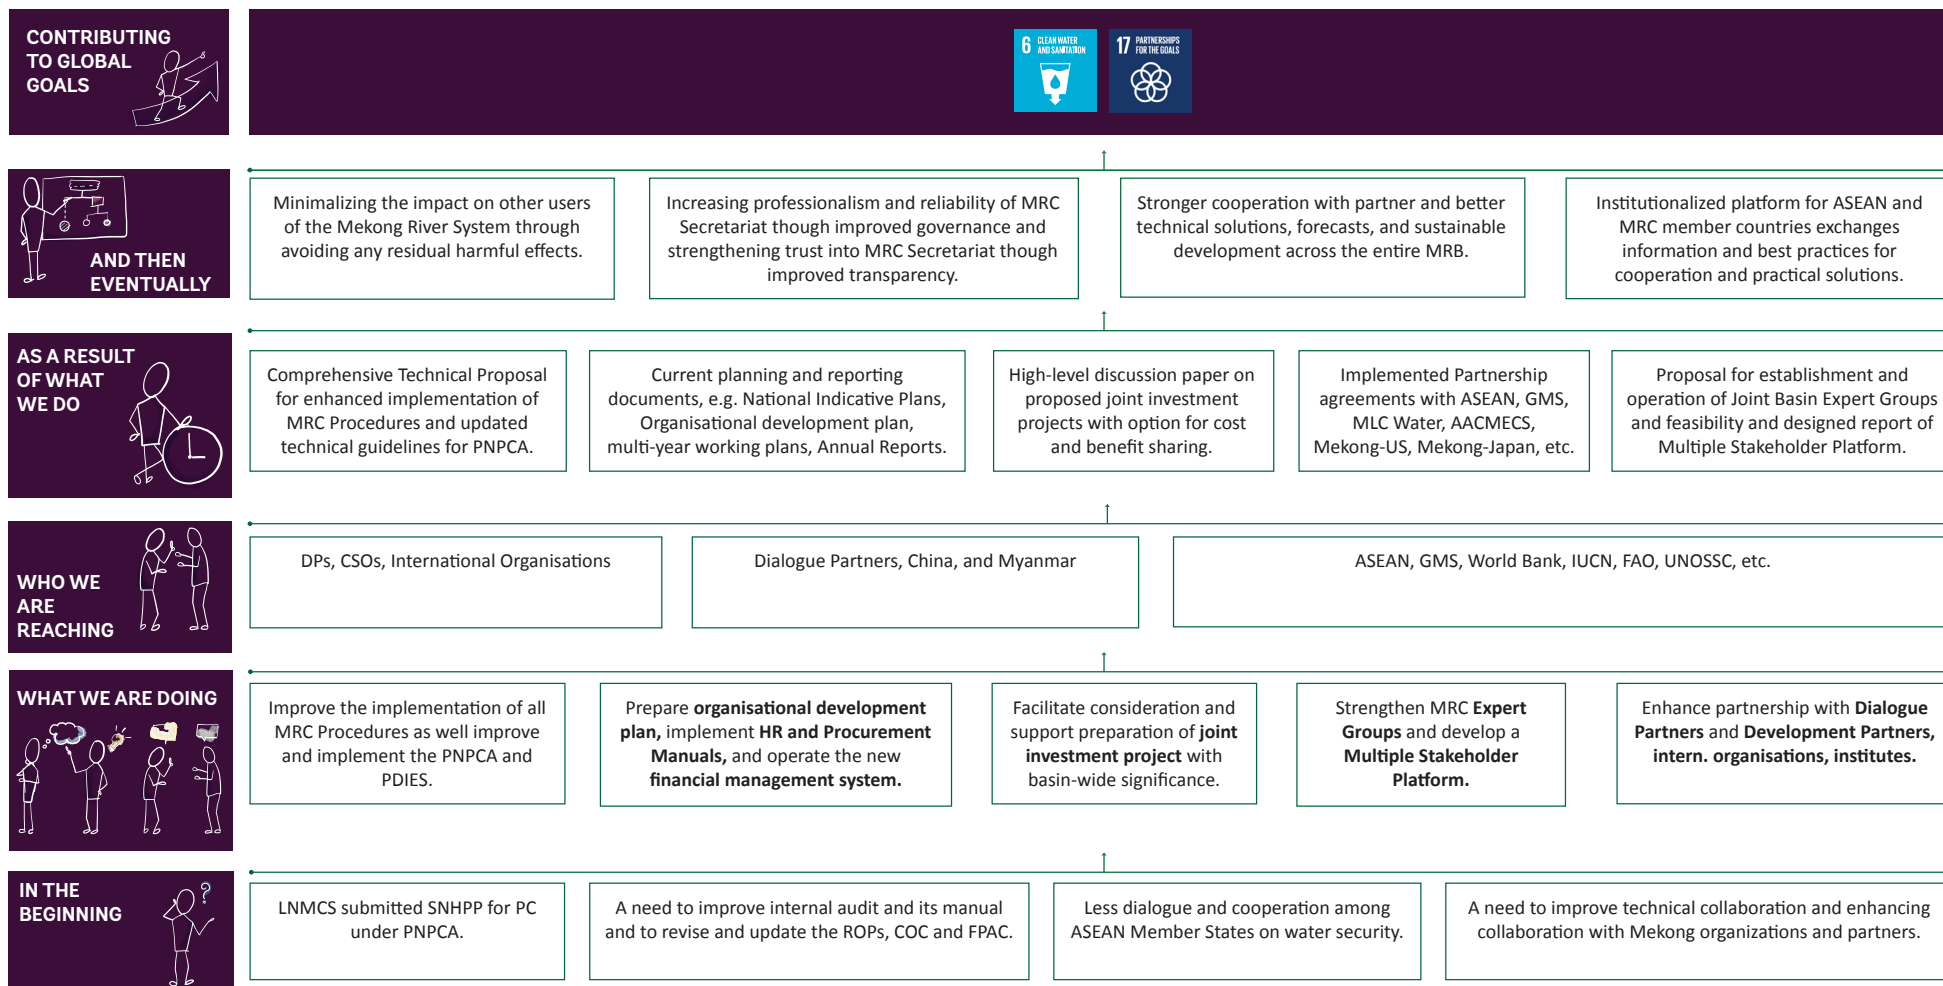 CONTRIBUTING
TO GLOBAL
GOALS
6 CLEAN WATER
AND SANITATION
17 PARTNERSHIPS
FOR THE GOALS
AND THEN
EVENTUALLY
Minimalizing the impact on other users
of the Mekong River System through
avoiding any residual harmful effects.
Increasing professionalism and reliability of MRC
Secretariat though improved governance and
strengthening trust into MRC Secretariat though
improved transparency.
Stronger cooperation with partner and better
technical solutions, forecasts, and sustainable
development across the entire MRB.
Institutionalized platform for ASEAN and
MRC member countries exchanges
information and best practices for
cooperation and practical solutions.
AS A RESULT
OF WHAT
WE DO
Comprehensive Technical Proposal
for enhanced implementation of
MRC Procedures and updated
technical guidelines for PNPCA.
Current planning and reporting
documents, e.g. National Indicative Plans,
Organisational development plan,
multi-year working plans, Annual Reports.
High-level discussion paper on
proposed joint investment
projects with option for cost
and benefit sharing.
Implemented Partnership
agreements with ASEAN, GMS,
MLC Water, AACMECS,
Mekong-US, Mekong-Japan, etc.
Proposal for establishment and
operation of Joint Basin Expert Groups
and feasibility and designed report of
Multiple Stakeholder Platform.
WHO WE
ARE
REACHING
DPs, CSOs, International Organisations
Dialogue Partners, China, and Myanmar
ASEAN, GMS, World Bank, IUCN, FAO, UNOSSC, etc.
WHAT WE ARE DOING
Improve the implementation of all
MRC Procedures as well improve
and implement the PNPCA and
PDIES.
Prepare organisational development
plan, implement HR and Procurement
Manuals, and operate the new
financial management system.
Facilitate consideration and
support preparation of joint
investment project with
basin-wide significance.
Strengthen MRC Expert
Groups and develop a
Multiple Stakeholder
Platform.
Enhance partnership with Dialogue
Partners and Development Partners,
intern. organisations, institutes.
IN THE
BEGINNING
?
LNMCS submitted SNHPP for PC
under PNPCA.
A need to improve internal audit and its manual
and to revise and update the ROPs, COC and FPAC.
Less dialogue and cooperation among
ASEAN Member States on water security.
A need to improve technical collaboration and enhancing
collaboration with Mekong organizations and partners.